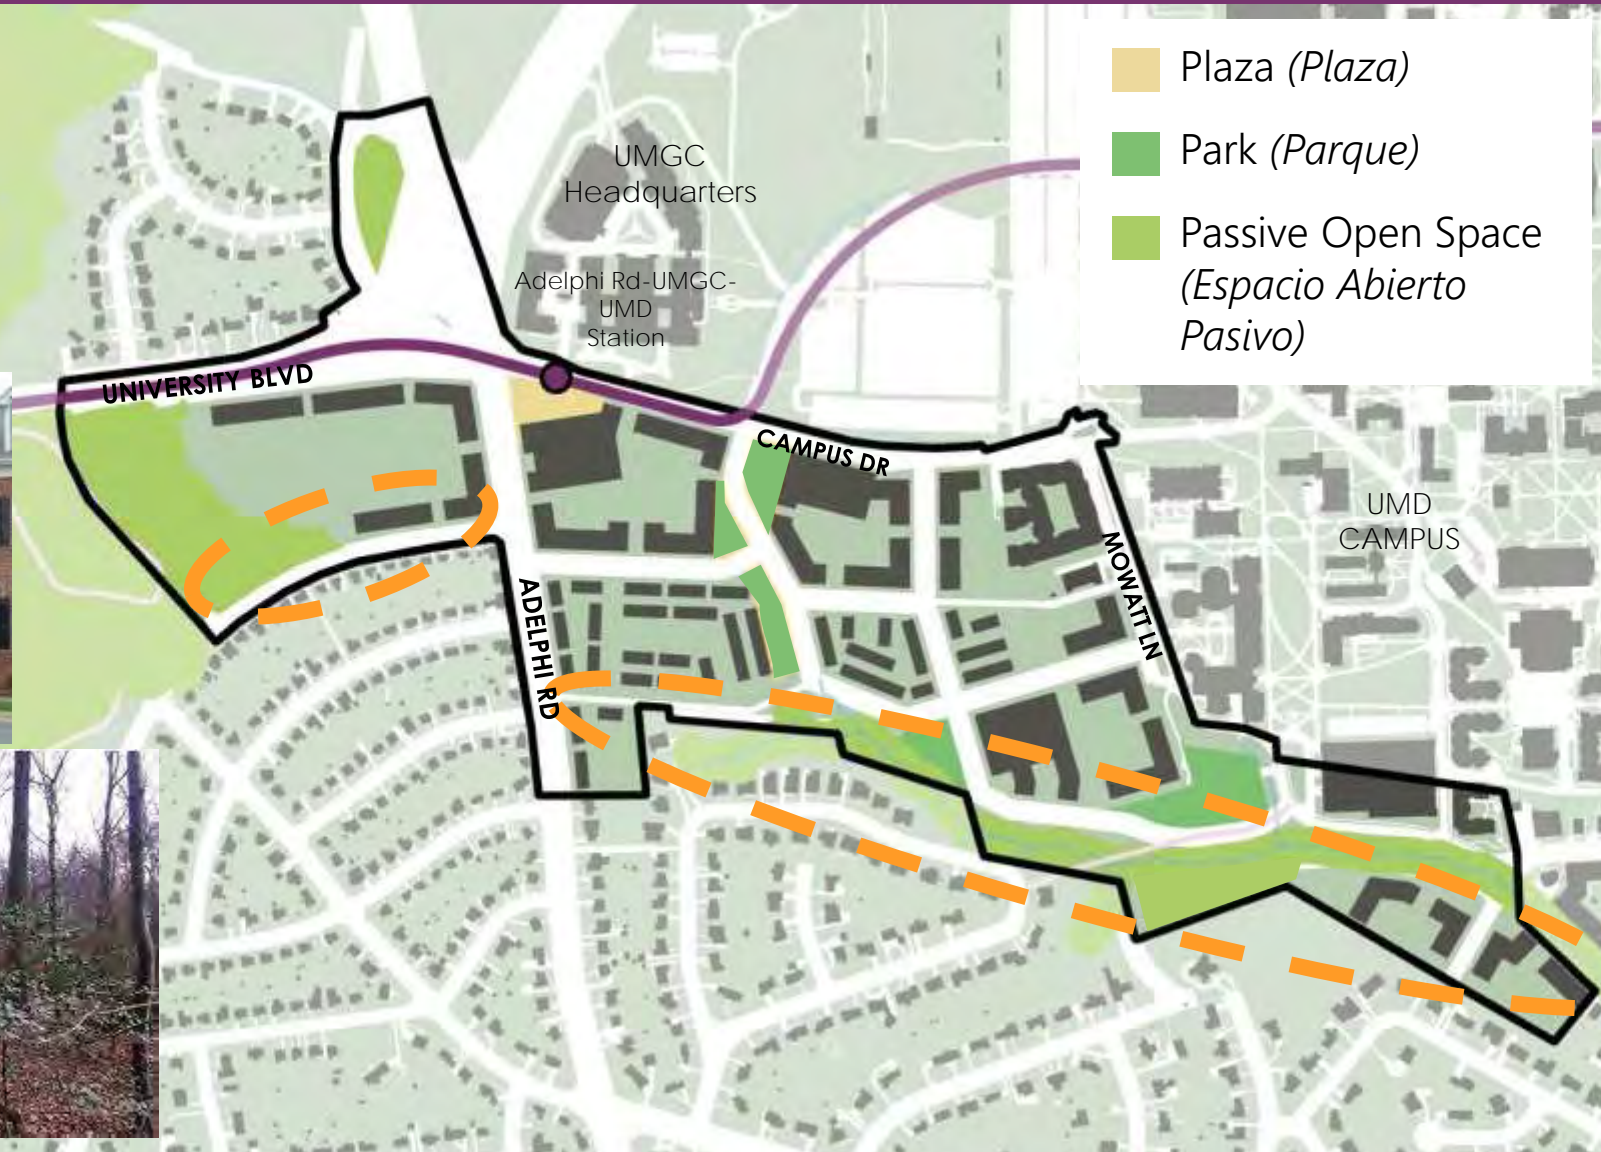 Plaza (Plaza)
Park (Parque)
Passive Open Space
(Espacio Abierto
Pasivo)
UMGC
Headquarters
Adelphi Rd-UMGC-
UMD
Station
UNIVERSITY BLVD
CAMPUS DR
MOWATT LN
UMD
CAMPUS
ADELPHI RD